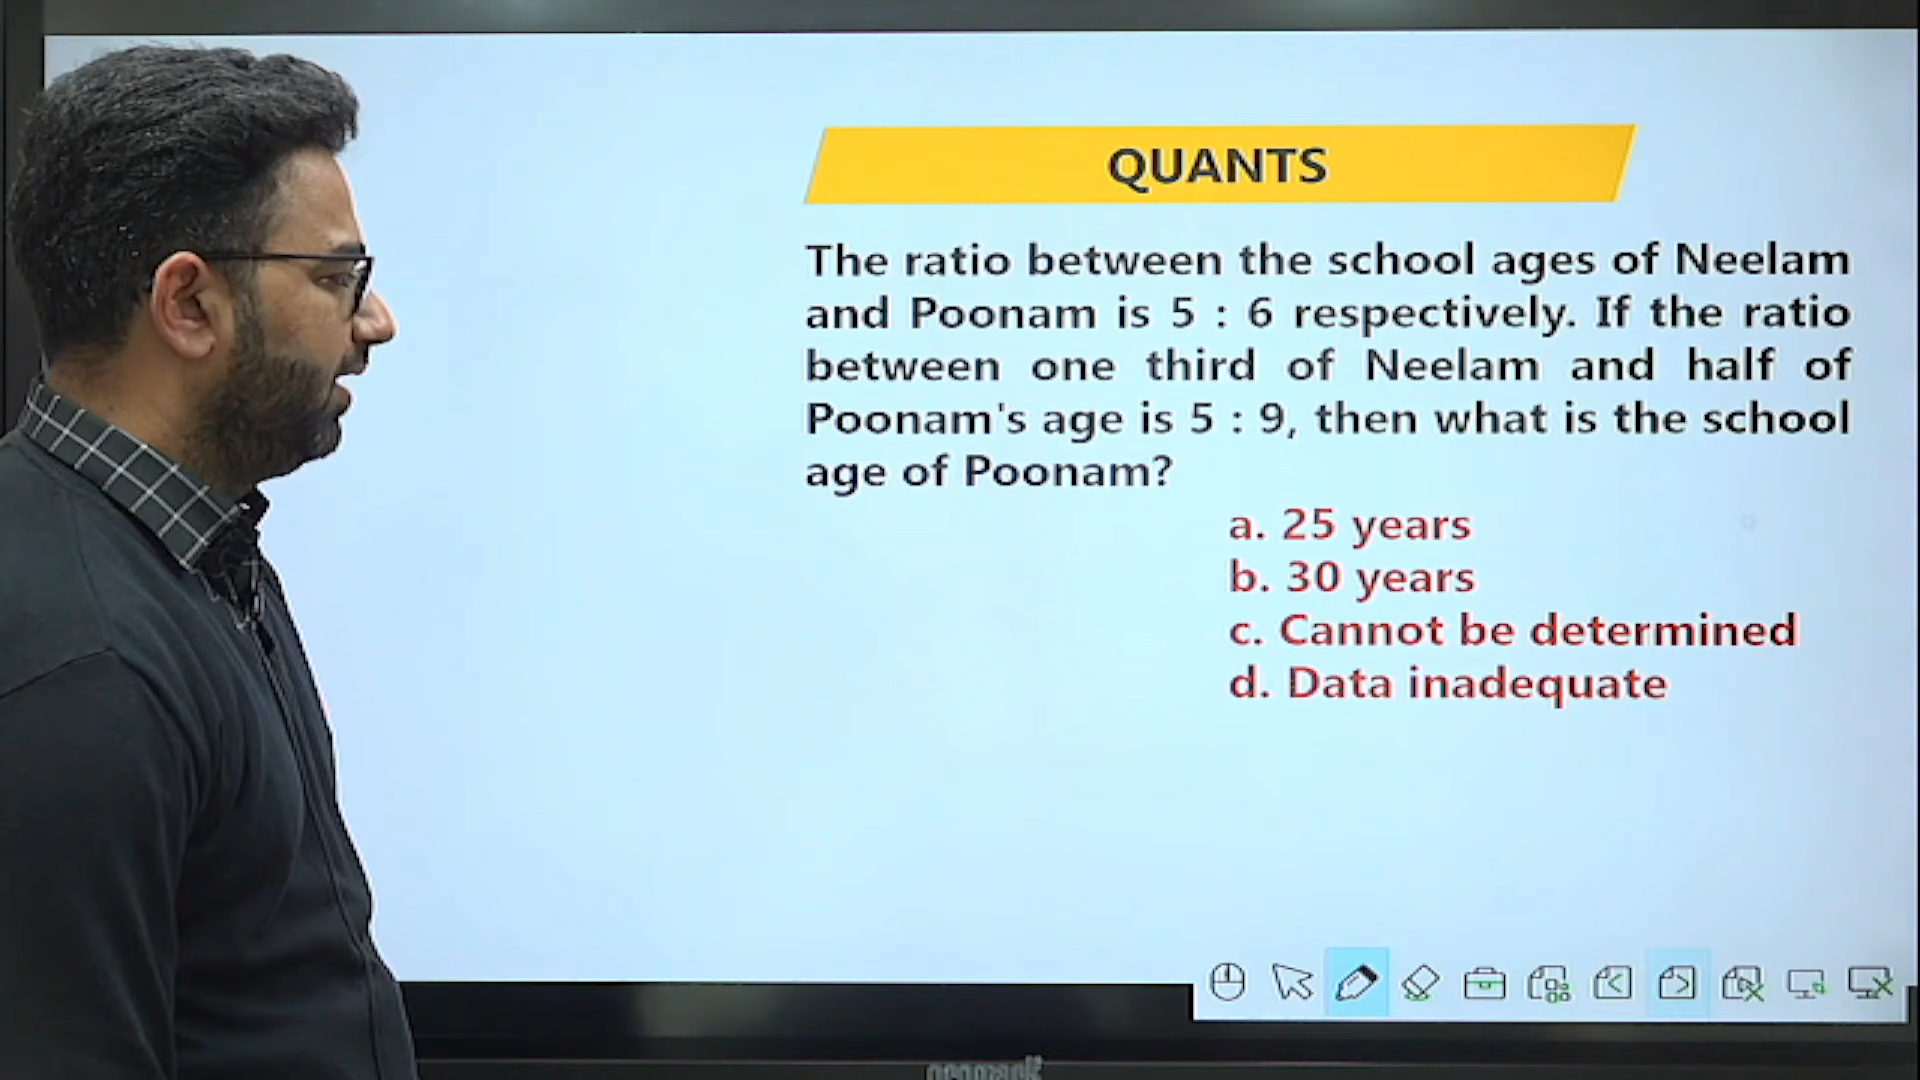 QUANTS
The ratio between the school ages of Neelam
and Poonam is 5 : 6 respectively. If the ratio
between one third of Neelam and half of
Poonam's age is 5 : 9, then what is the school
age of Poonam?
a. 25 years
b. 30 years
c. Cannot be determined
d. Data inadequate